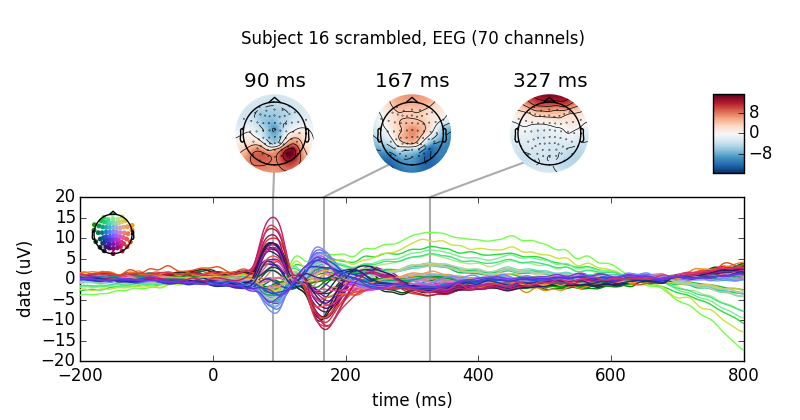 Subject 16 scrambled, EEG (70 channels)
90 ms 167 ms 327 ms
8
0
−8
data (uV)
20
15
10
5
0
−5
−10
−15
−20
−200 0 200 400 600 800
time (ms)